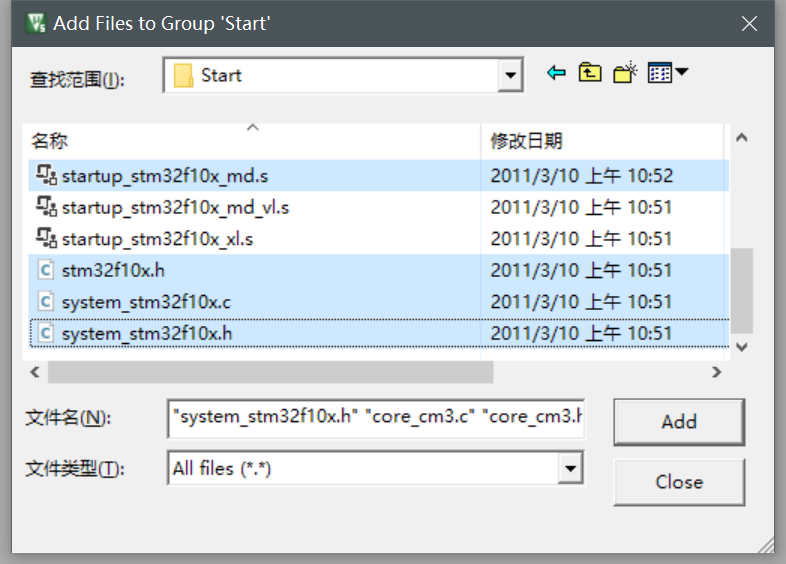 Add Files to Group 'Start'
查找范围(I): Start
名称 修改日期
startup_stm32f10x_md.s 2011/3/10 上午 10:52
startup_stm32f10x_md_vl.s 2011/3/10 上午 10:51
startup_stm32f10x_xl.s 2011/3/10 上午 10:51
stm32f10x.h 2011/3/10 上午 10:51
system_stm32f10x.c 2011/3/10 上午 10:51
system_stm32f10x.h 2011/3/10 上午 10:51
文件名(N): "system_stm32f10x.h" "core_cm3.c" "core_cm3.h Add
文件类型(T): All files (*.*) Close